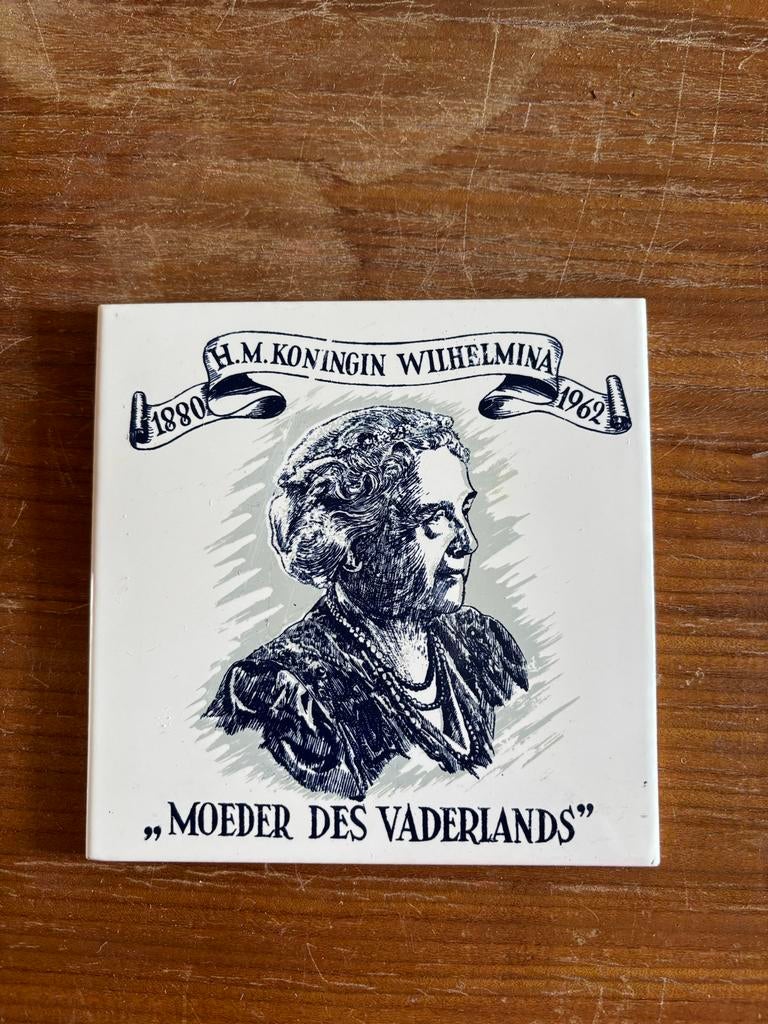 H.M. KONINGIN WILHELMINA
1880 1962
„MOEDER DES VADERLANDS”